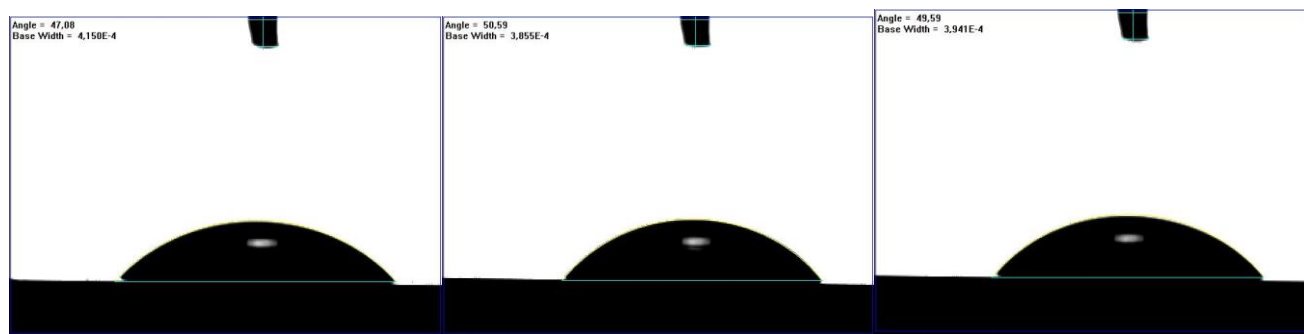 Angle = 47,08
Base Width = 4,150E-4
Angle = 50,59
Base Width = 3,855E-4
Angle = 49,59
Base Width = 3,941E-4